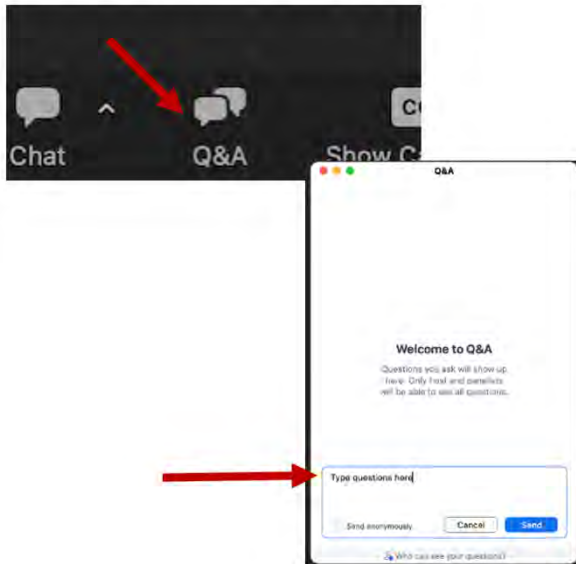 Chat
Q&A
CC
Show C
Q&A
Welcome to Q&A
Questions you ask will show up
here. Only host and panelists
will be able to see all questions.
Type questions here
Send anonymously
Cancel
Send
Who can see your questions?